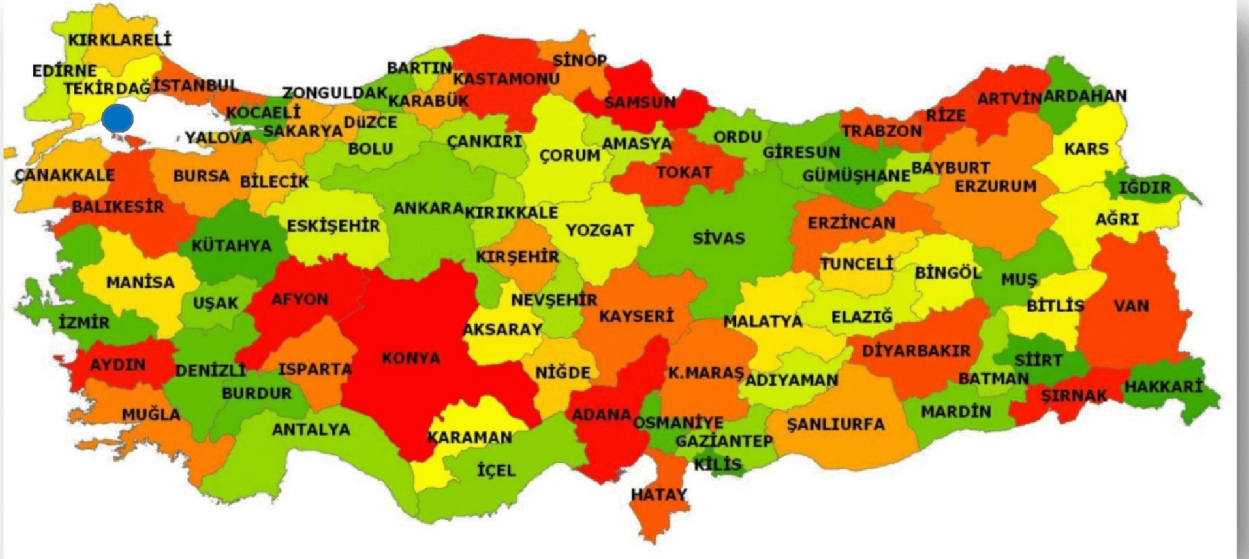 KIRKLARELİ
EDİRNE
TEKİRDAĞ
İSTANBUL
KOCAELİ
YALOVA
SAKARYA
DüZCE
ZONGULDAK
BARTIN
KARABÜK
KASTAMONU
SİNOP
SAMSUN
BOLU
ÇANKIRI
ÇORUM
AMASYA
ORDU
TOKAT
GİRESUN
GÜMÜŞHANE
TRABZON
RİZE
ARTVİN
ARDAHAN
BAYBURT
ERZURUM
KARS
IĞDIR
AĞRI
ÇANAKKALE
BURSA
BİLECİK
BALIKESİR
KÜTAHYA
ESKİŞEHİR
ANKARA
KIRIKKALE
YOZGAT
SİVAS
ERZİNCAN
TUNCELİ
BİNGÖL
MUŞ
BİTLİS
VAN
MANİSA
UŞAK
AFYON
KIRŞEHİR
NEVŞEHİR
KAYSERİ
MALATYA
ELAZIĞ
İZMİR
AKSARAY
DİYARBAKIR
SİİRT
BATMAN
AYDIN
DENİZLİ
ISPARTA
KONYA
NİĞDE
K.MARAŞ
ADIYAMAN
ŞIRNAK
HAKKARİ
MUĞLA
BURDUR
ANTALYA
KARAMAN
ADANA
OSMANİYE
GAZİANTEP
ŞANLIURFA
MARDİN
İÇEL
KİLİS
HATAY